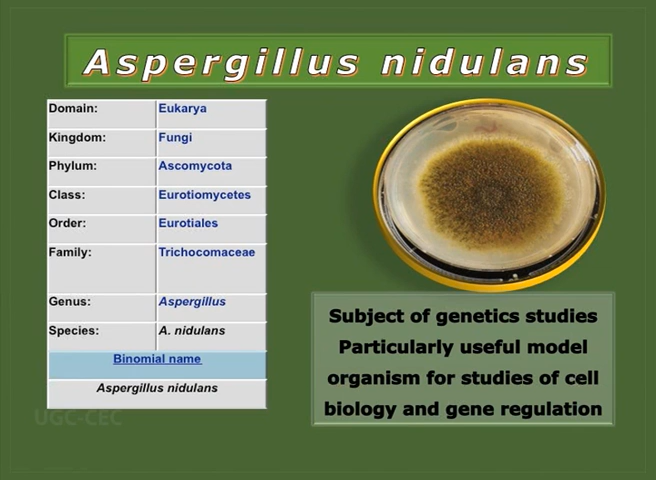 Aspergillus nidulans
Domain: Eukarya
Kingdom: Fungi
Phylum: Ascomycota
Class: Eurotiomycetes
Order: Eurotiales
Family: Trichocomaceae
Genus: Aspergillus
Species: A. nidulans
Binomial name
Aspergillus nidulans
Subject of genetics studies
Particularly useful model
organism for studies of cell
biology and gene regulation
UGC-CEC